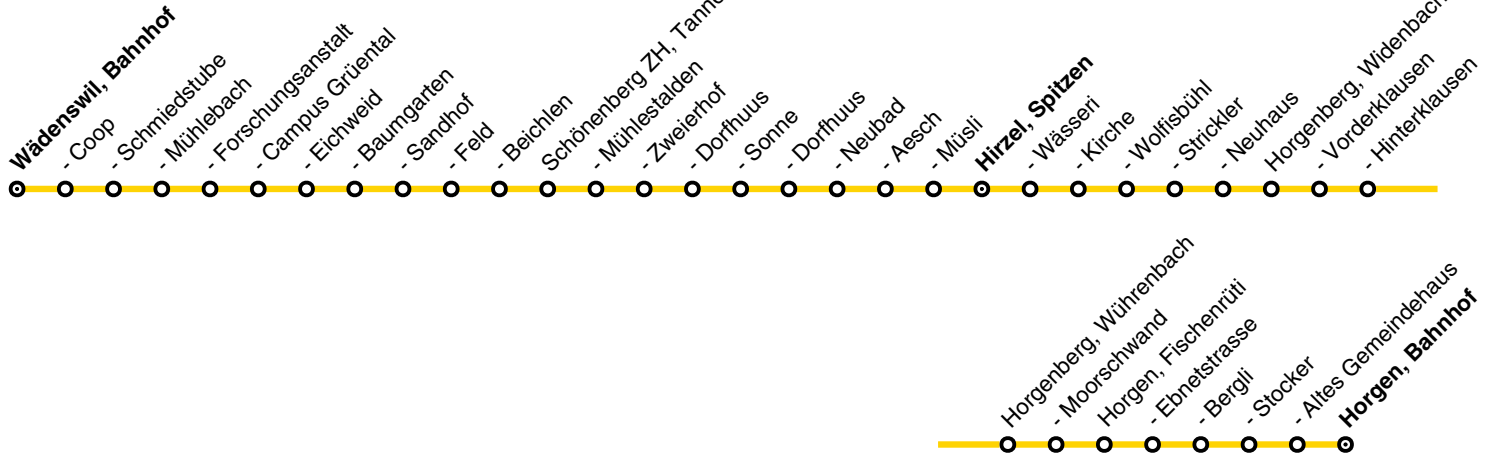 Wädenswil, Bahnhof
- Coop
- Schmiedstube
- Mühlebach
- Forschungsanstalt
- Campus Grüental
- Eichweid
- Baumgarten
- Sandhof
- Feld
- Beichlen
Schönenberg ZH,
- Mühlestalden
- Zweierhof
- Dorfhuus
- Sonne
- Dorfhuus
- Neubad
- Aesch
- Müsli
Hirzel, Spitzen
- Wässeri
- Kirche
- Wolfisbühl
- Strickler
- Neuhaus
Horgenberg, Widenbach
- Vorderklausen
- Hinterklausen
Horgenberg, Wührenbach
- Moorschwand
Horgen, Fischenrüti
- Ebnetstrasse
- Bergli
- Stocker
- Altes Gemeindehaus
Horgen, Bahnhof